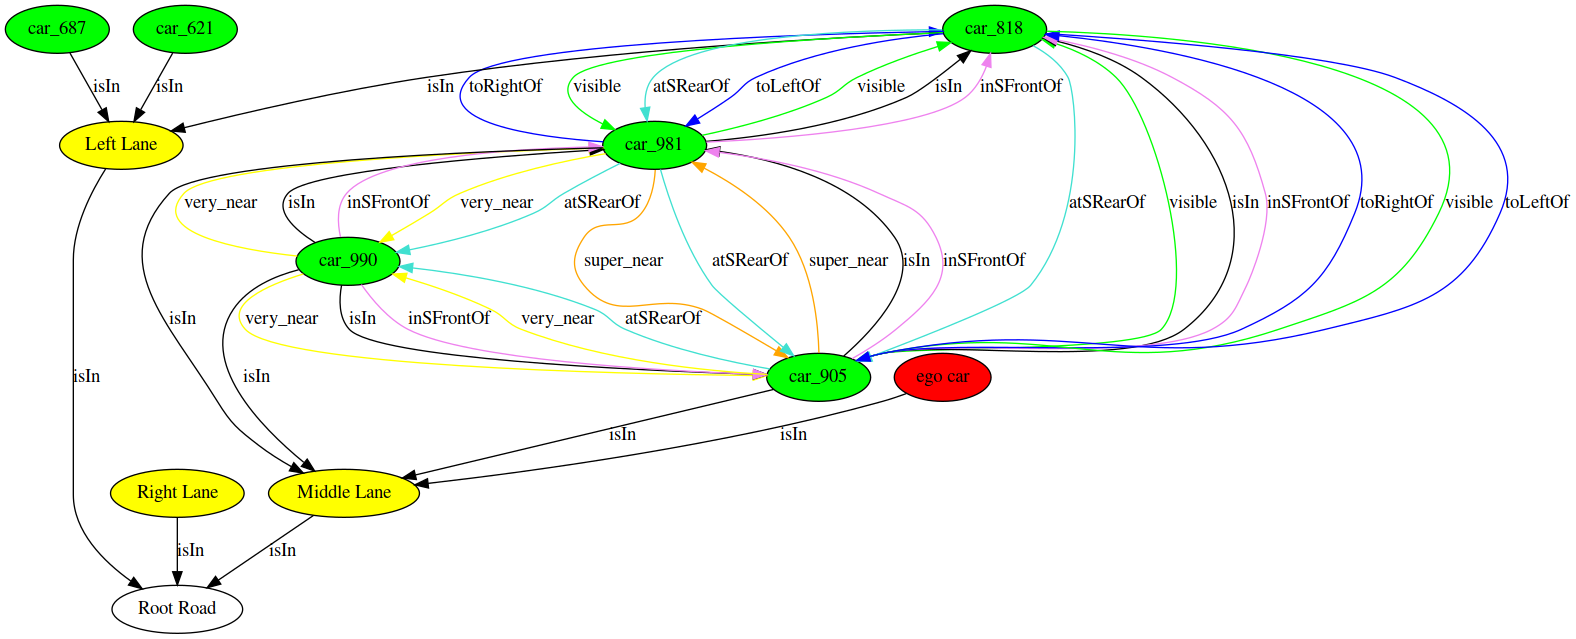 car_687
car_621
car_818
isIn
isIn
isIn
toRightOf
visible
atSRearOf
toLeftOf
visible
isIn
inSFrontOf
Left Lane
car_981
very_near
isIn
inSFrontOf
very_near
atSRearOf
atSRearOf
visible
isIn
inSFrontOf
toRightOf
visible
toLeftOf
car_990
super_near
atSRearOf
super_near
isIn
inSFrontOf
isIn
very_near
isIn
inSFrontOf
very_near
atSRearOf
isIn
isIn
car_905
ego car
isIn
isIn
Right Lane
Middle Lane
isIn
isIn
Root Road